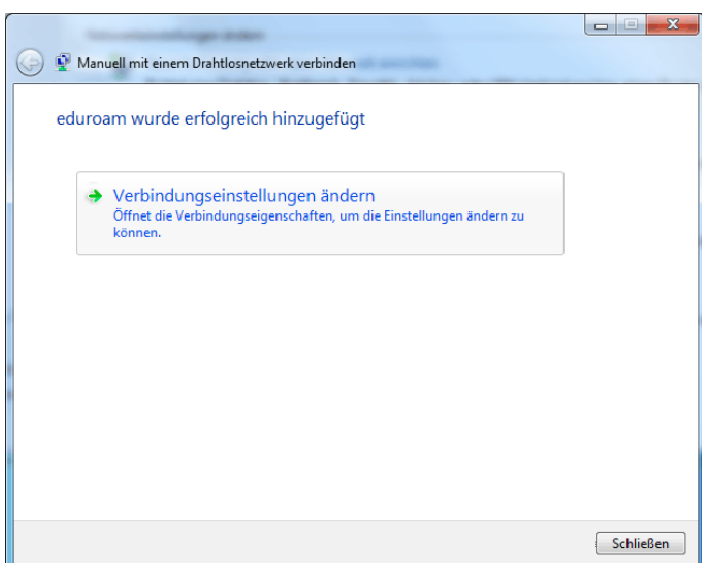 Manuell mit einem Drahtlosnetzwerk verbinden
eduroam wurde erfolgreich hinzugefügt
Verbindungseinstellungen ändern
Öffnet die Verbindungseigenschaften, um die Einstellungen ändern zu
können.
Schließen